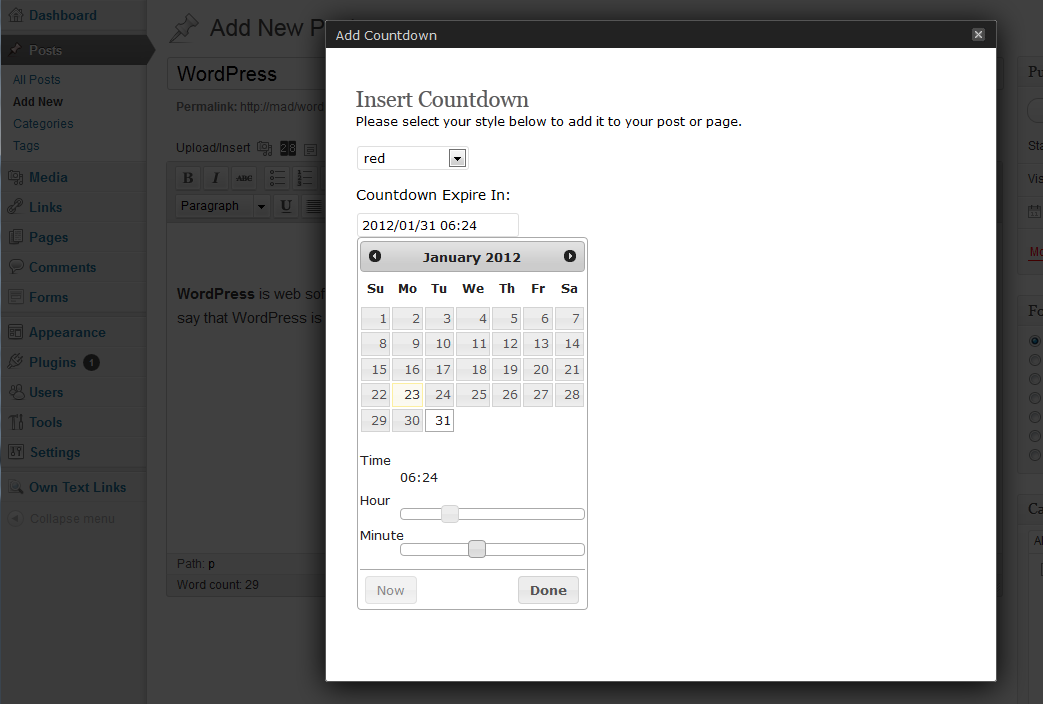 Dashboard
Posts
All Posts
Add New
Categories
Tags
Media
Links
Pages
Comments
Forms
Appearance
Plugins 1
Users
Tools
Settings
Own Text Links
Collapse menu
Add New P
WordPress
Permalink: http://mad/word
Upload/Insert 28
B I ABC
Paragraph U
WordPress is web sof
say that WordPress is
Path: p
Word count: 29
Add Countdown
Insert Countdown
Please select your style below to add it to your post or page.
red
Countdown Expire In:
2012/01/31 06:24
January 2012
Su Mo Tu We Th Fr Sa
1 2 3 4 5 6 7
8 9 10 11 12 13 14
15 16 17 18 19 20 21
22 23 24 25 26 27 28
29 30 31
Time
06:24
Hour
Minute
Now Done
Pu
Sta
Vis
Mo
Fo
Ca